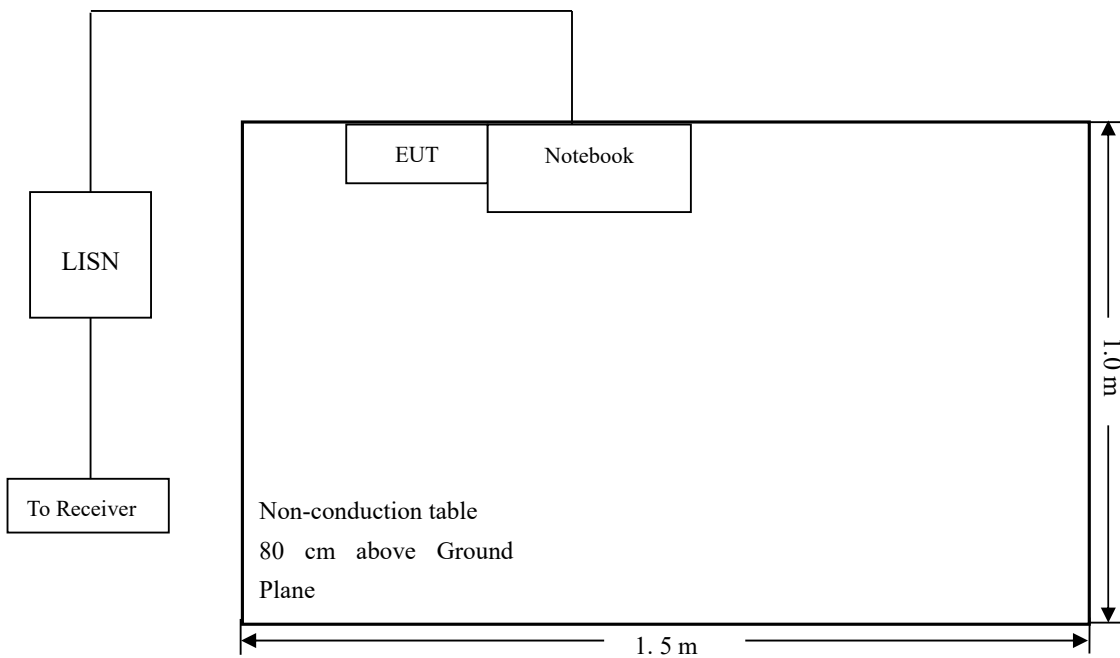 EUT
Notebook
LISN
1.0 m
To Receiver
Non-conduction table
80 cm above Ground
Plane
1. 5 m